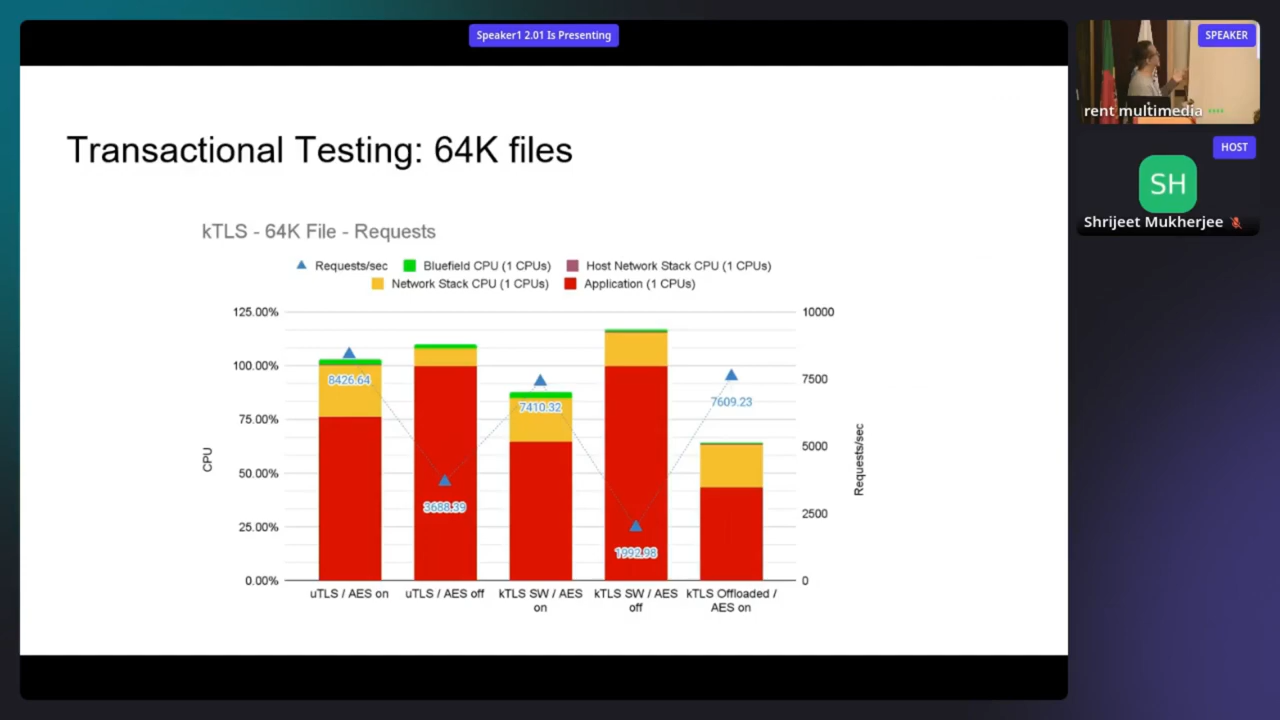 Speaker1 2.01 Is Presenting
SPEAKER
rent multimedia
HOST
SH
Shrijeet Mukherjee
Transactional Testing: 64K files
kTLS - 64K File - Requests
Requests/sec Bluefield CPU (1 CPUs) Host Network Stack CPU (1 CPUs)
Network Stack CPU (1 CPUs) Application (1 CPUs)
125.00%
100.00%
75.00%
50.00%
25.00%
0.00%
CPU
10000
7500
5000
2500
0
Requests/sec
8426.64
3688.39
7410.32
1992.98
7609.23
uTLS / AES on
uTLS / AES off
kTLS SW / AES
on
kTLS SW / AES
off
kTLS Offloaded /
AES on